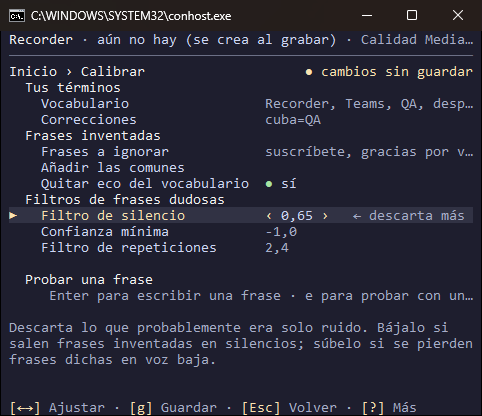 C:\WINDOWS\SYSTEM32\conhost.exe
Recorder · aún no hay (se crea al grabar) · Calidad Media…
Inicio › Calibrar ● cambios sin guardar
Tus términos
Vocabulario Recorder, Teams, QA, desp…
Correcciones cuba=QA
Frases inventadas
Frases a ignorar suscríbete, gracias por v…
Añadir las comunes
Quitar eco del vocabulario ● sí
Filtros de frases dudosas
► Filtro de silencio ‹ 0,65 › ← descarta más
Confianza mínima -1,0
Filtro de repeticiones 2,4
Probar una frase
Enter para escribir una frase · e para probar con un…
Descarta lo que probablemente era solo ruido. Bájalo si
salen frases inventadas en silencios; súbelo si se pierden
frases dichas en voz baja.
[↔] Ajustar · [g] Guardar · [Esc] Volver · [?] Más